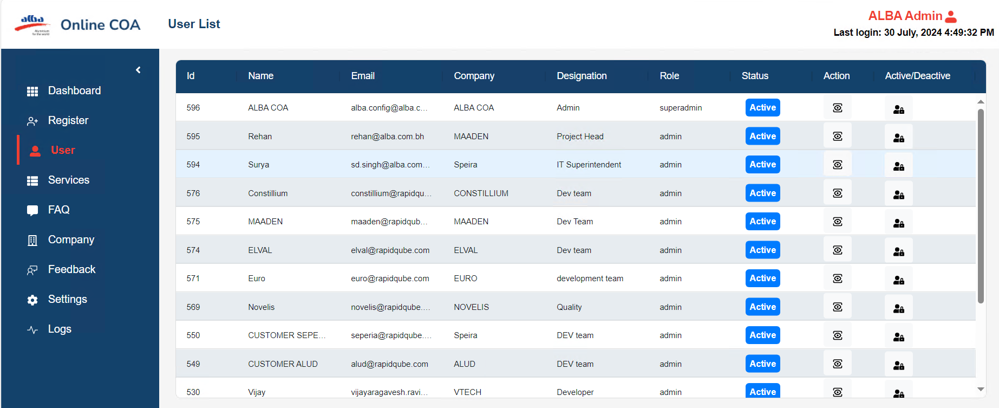 alba
Aluminium
for the world
Online COA
User List
ALBA Admin
Last login: 30 July, 2024 4:49:32 PM
Dashboard
Register
User
Services
FAQ
Company
Feedback
Settings
Logs
Id Name Email Company Designation Role Status Action Active/Deactive
596 ALBA COA alba.config@alba.c... ALBA COA Admin superadmin Active
595 Rehan rehan@alba.com.bh MAADEN Project Head admin Active
594 Surya sd.singh@alba.com... Speira IT Superintendent admin Active
576 Constillium constillium@rapidqu... CONSTILLIUM Dev team admin Active
575 MAADEN maaden@rapidqub... MAADEN Dev Team admin Active
574 ELVAL elval@rapidqube.com ELVAL Dev team admin Active
571 Euro euro@rapidqube.com EURO development team admin Active
569 Novelis novelis@rapidqube.... NOVELIS Quality admin Active
550 CUSTOMER SEPE... seperia@rapidqube.... Speira DEV team admin Active
549 CUSTOMER ALUD alud@rapidqube.com ALUD DEV team admin Active
530 Vijay vijayaragavesh.ravi... VTECH Developer admin Active